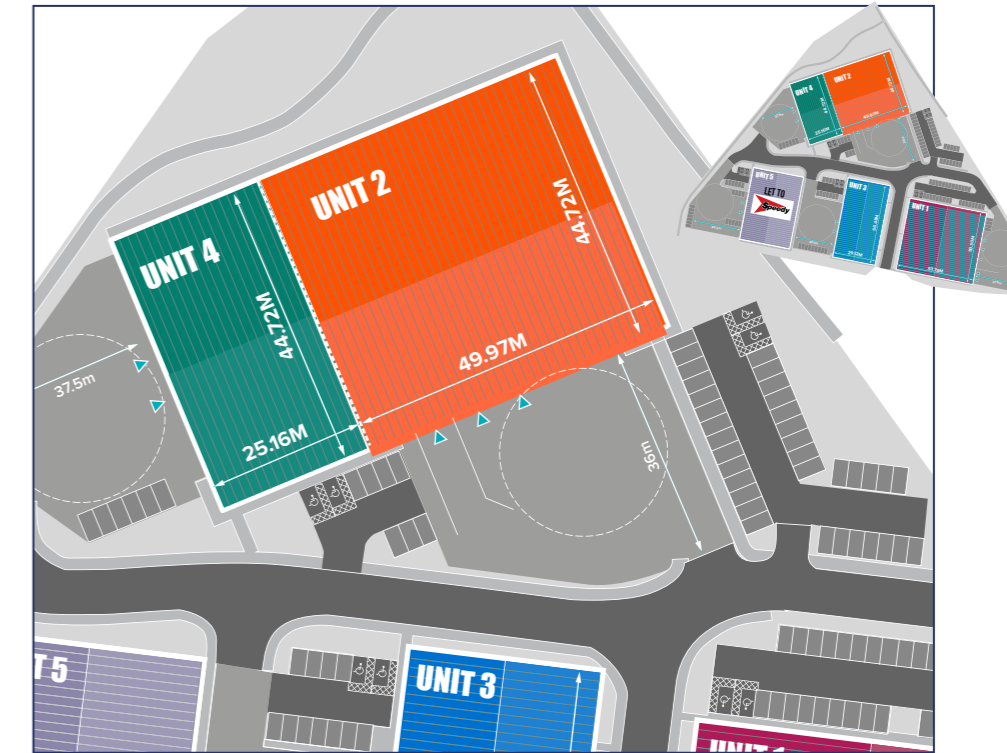 UNIT 2
UNIT 4
44.72M
44.72M
49.97M
25.16M
37.5m
36m
T 5
UNIT 3
UNIT 1
UNIT 4
UNIT 2
UNIT 5
LET TO
Speedy
UNIT 3
UNIT 1